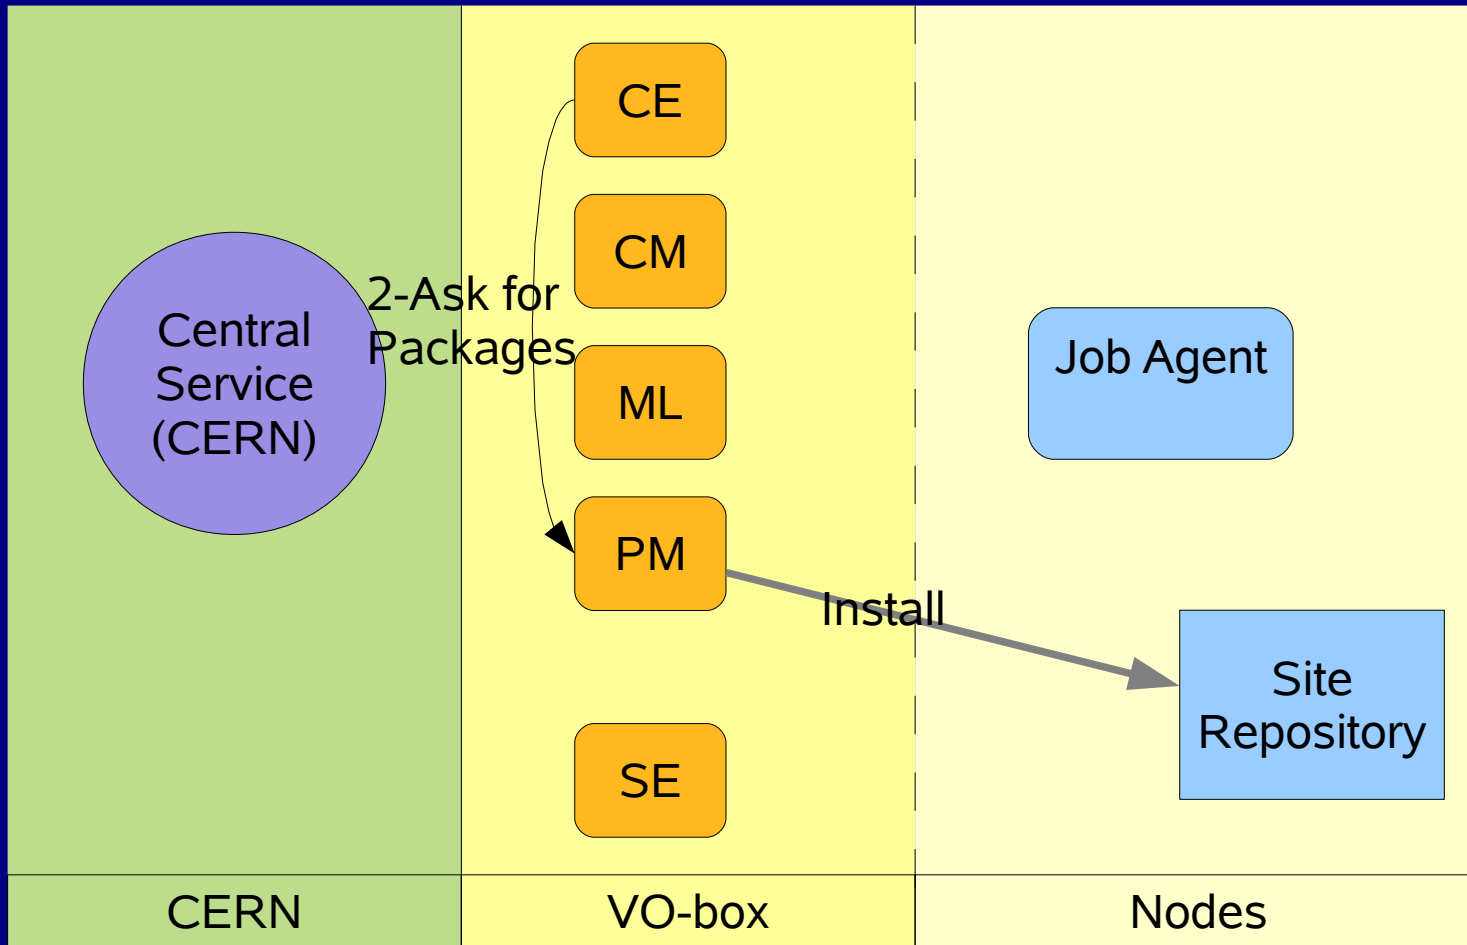 CE
CM
2-Ask for
Packages
Central
Service
(CERN)
ML
Job Agent
PM
Install
Site
Repository
SE
CERN
VO-box
Nodes